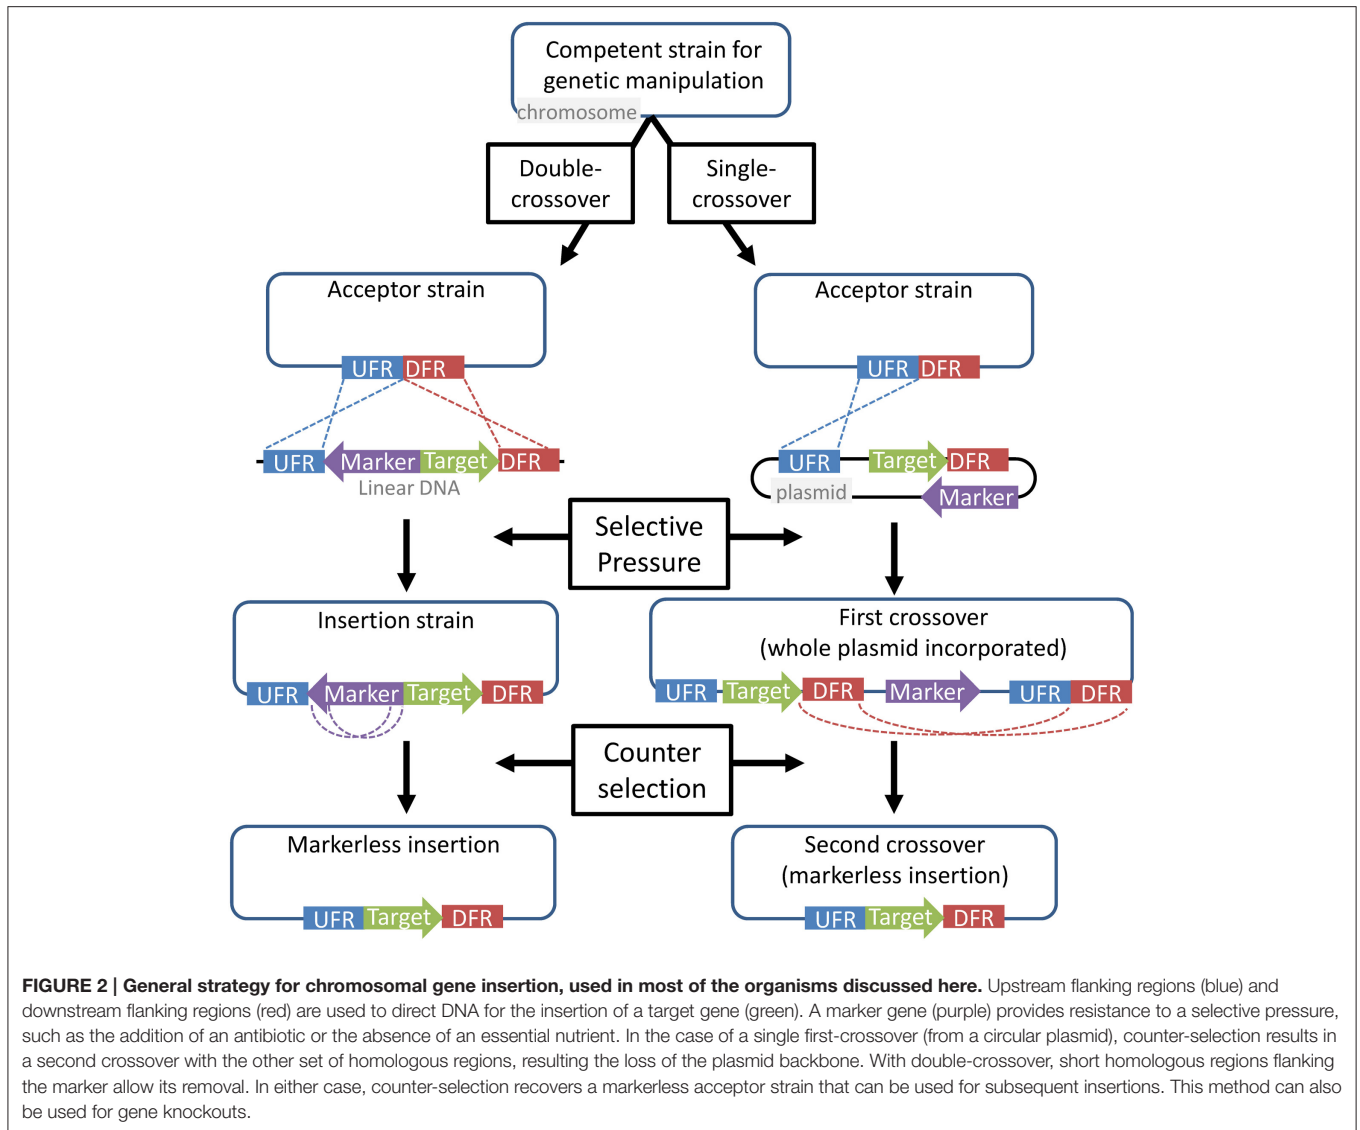 Competent strain for
genetic manipulation
chromosome
Double-
crossover
Single-
crossover
Acceptor strain
UFR DFR
UFR Marker Target DFR
Linear DNA
Acceptor strain
UFR DFR
UFR Target DFR
plasmid Marker
Selective
Pressure
Insertion strain
UFR Marker Target DFR
First crossover
(whole plasmid incorporated)
UFR Target DFR Marker UFR DFR
Counter
selection
Markerless insertion
UFR Target DFR
Second crossover
(markerless insertion)
UFR Target DFR
FIGURE 2 | General strategy for chromosomal gene insertion, used in most of the organisms discussed here. Upstream flanking regions (blue) and
downstream flanking regions (red) are used to direct DNA for the insertion of a target gene (green). A marker gene (purple) provides resistance to a selective pressure,
such as the addition of an antibiotic or the absence of an essential nutrient. In the case of a single first-crossover (from a circular plasmid), counter-selection results in
a second crossover with the other set of homologous regions, resulting the loss of the plasmid backbone. With double-crossover, short homologous regions flanking
the marker allow its removal. In either case, counter-selection recovers a markerless acceptor strain that can be used for subsequent insertions. This method can also
be used for gene knockouts.